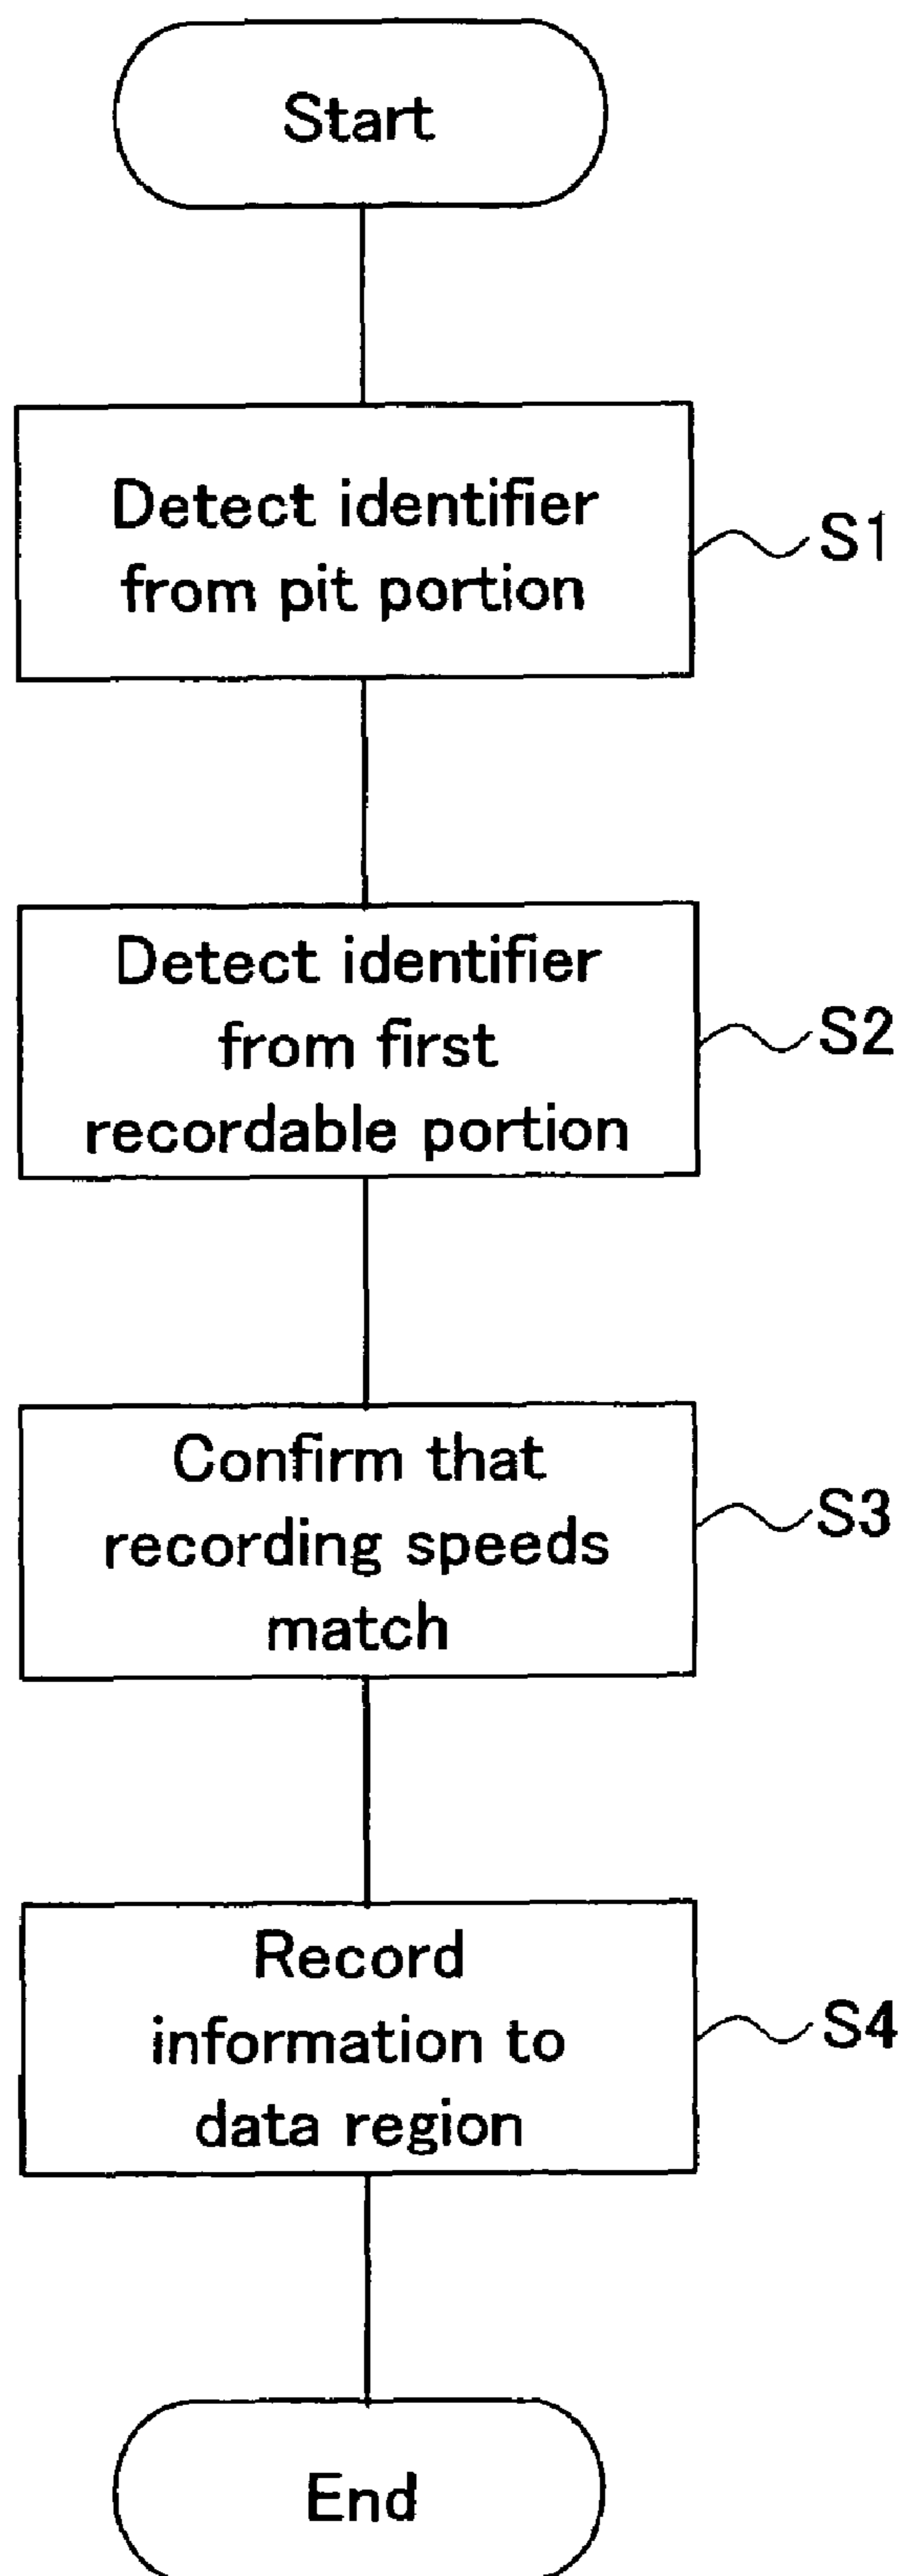 Start
Detect identifier
from pit portion
S1
Detect identifier
from first
recordable portion
S2
Confirm that
recording speeds
match
S3
Record
information to
data region
S4
End